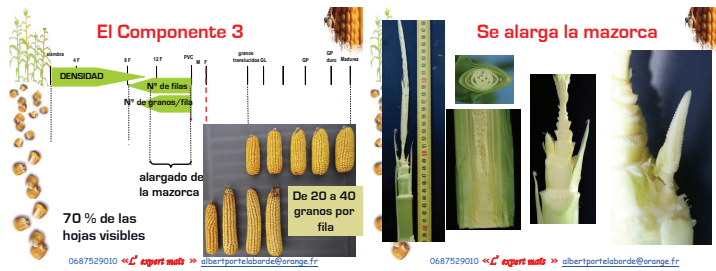 El Componente 3
siembra
4 F
8 F
12 F
PVC
M
F
granos
translucidos
GL
GP
GP
duro
Madurez
DENSIDAD
N° de filas
N° de granos/fila
alargado de
la mazorca
De 20 a 40
granos por
fila
70 % de las
hojas visibles
0687529010 «L' expert maïs » albertportelaborde@orange.fr
Se alarga la mazorca
0687529010 «L' expert maïs » albertportelaborde@orange.fr